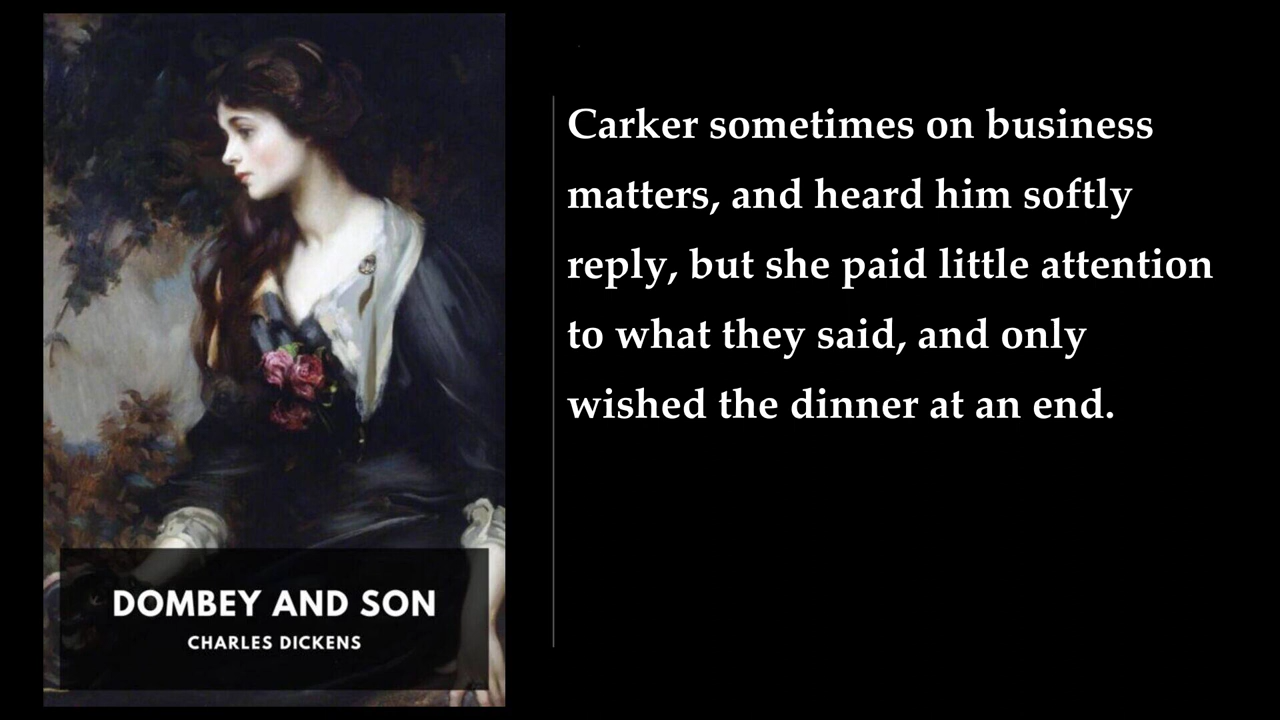 Carker sometimes on business
matters, and heard him softly
reply, but she paid little attention
to what they said, and only
wished the dinner at an end.
DOMBEY AND SON
CHARLES DICKENS